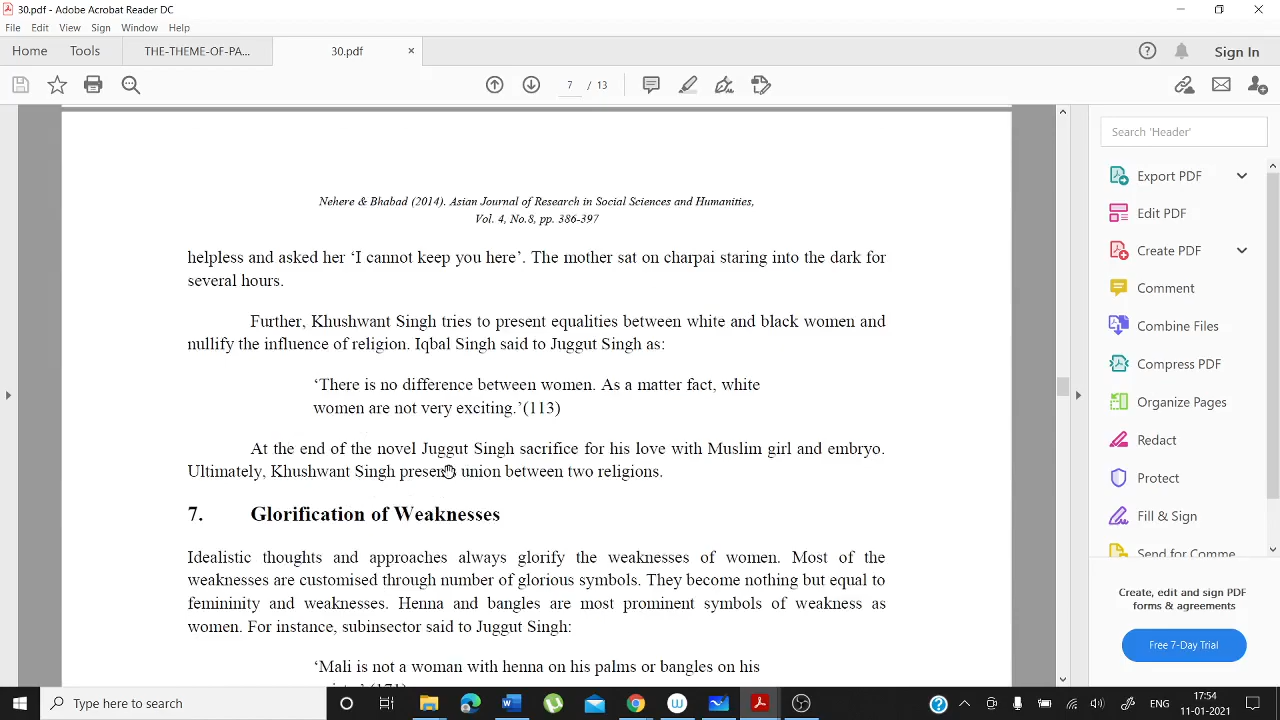 30.pdf - Adobe Acrobat Reader DC
File Edit View Sign Window Help
Home Tools THE-THEME-OF-PA... 30.pdf × Sign In
7 / 13
Search 'Header'
Export PDF
Edit PDF
Create PDF
Comment
Combine Files
Compress PDF
Organize Pages
Redact
Protect
Fill & Sign
Send for Comme
Create, edit and sign PDF
forms & agreements
Free 7-Day Trial
Nehere & Bhabad (2014). Asian Journal of Research in Social Sciences and Humanities,
Vol. 4, No.8, pp. 386-397
helpless and asked her ‘I cannot keep you here’. The mother sat on charpai staring into the dark for
several hours.
Further, Khushwant Singh tries to present equalities between white and black women and
nullify the influence of religion. Iqbal Singh said to Juggut Singh as:
‘There is no difference between women. As a matter fact, white
women are not very exciting.’(113)
At the end of the novel Juggut Singh sacrifice for his love with Muslim girl and embryo.
Ultimately, Khushwant Singh presents union between two religions.
7. Glorification of Weaknesses
Idealistic thoughts and approaches always glorify the weaknesses of women. Most of the
weaknesses are customised through number of glorious symbols. They become nothing but equal to
femininity and weaknesses. Henna and bangles are most prominent symbols of weakness as
women. For instance, subinsector said to Juggut Singh:
‘Mali is not a woman with henna on his palms or bangles on his
Type here to search
ENG
17:54
11-01-2021